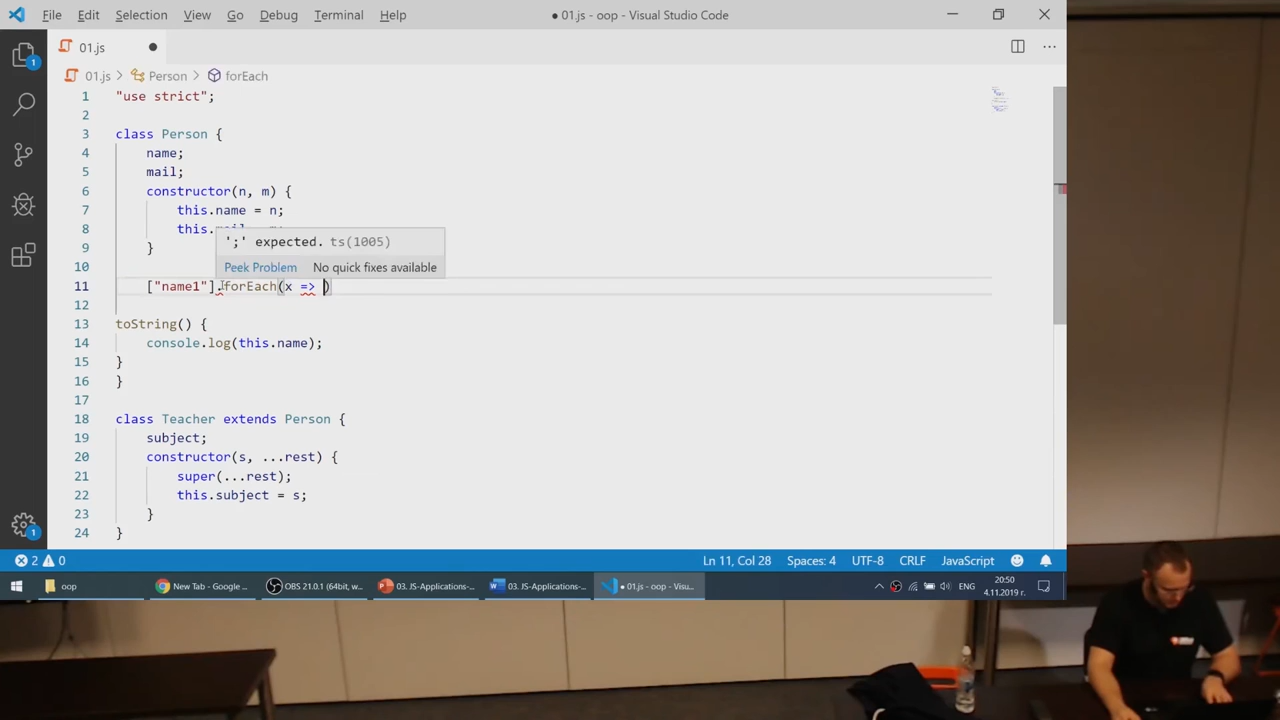 File Edit Selection View Go Debug Terminal Help
● 01.js - oop - Visual Studio Code
01.js
01.js > Person > forEach
1 "use strict";
2
3 class Person {
4 name;
5 mail;
6 constructor(n, m) {
7 this.name = n;
8 this.
';' expected. ts(1005)
Peek Problem No quick fixes available
9 }
10
11 ["name1"].forEach(x => )
12
13 toString() {
14 console.log(this.name);
15 }
16 }
17
18 class Teacher extends Person {
19 subject;
20 constructor(s, ...rest) {
21 super(...rest);
22 this.subject = s;
23 }
24 }
1
1
2 0
Ln 11, Col 28 Spaces: 4 UTF-8 CRLF JavaScript
oop
New Tab - Google ...
OBS 21.0.1 (64bit, w...
03. JS-Applications-...
03. JS-Applications-...
● 01.js - oop - Visu...
ЕНГ
20:50
4.11.2019 г.